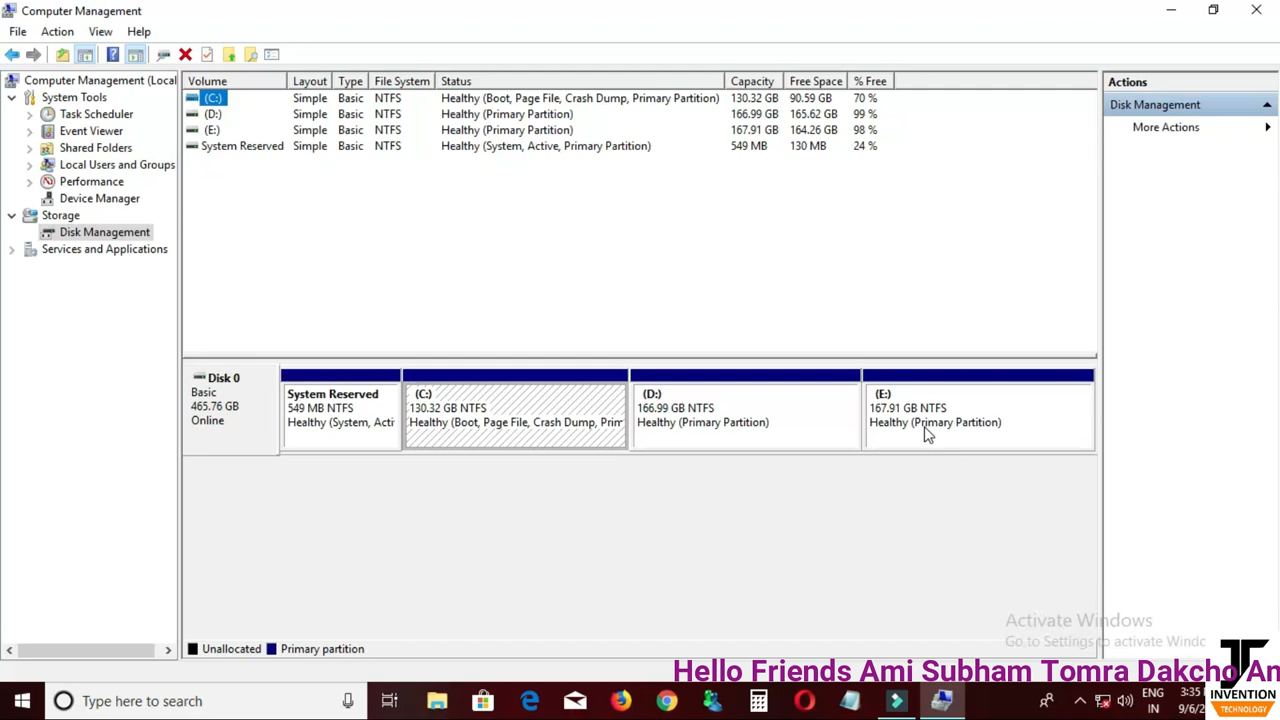 Computer Management
File Action View Help
Computer Management (Local
System Tools
Task Scheduler
Event Viewer
Shared Folders
Local Users and Groups
Performance
Device Manager
Storage
Disk Management
Services and Applications
Volume Layout Type File System Status Capacity Free Space % Free
(C:) Simple Basic NTFS Healthy (Boot, Page File, Crash Dump, Primary Partition) 130.32 GB 90.59 GB 70 %
(D:) Simple Basic NTFS Healthy (Primary Partition) 166.99 GB 165.62 GB 99 %
(E:) Simple Basic NTFS Healthy (Primary Partition) 167.91 GB 164.26 GB 98 %
System Reserved Simple Basic NTFS Healthy (System, Active, Primary Partition) 549 MB 130 MB 24 %
Actions
Disk Management
More Actions
Disk 0
Basic
465.76 GB
Online
System Reserved
549 MB NTFS
Healthy (System, Acti
(C:)
130.32 GB NTFS
Healthy (Boot, Page File, Crash Dump, Prim
(D:)
166.99 GB NTFS
Healthy (Primary Partition)
(E:)
167.91 GB NTFS
Healthy (Primary Partition)
Unallocated Primary partition
Activate Windows
Go to Settings to activate Windc
Hello Friends Ami Subham Tomra Dakcho An
Type here to search
ENG
IN
3:35
9/6/2
INVENTION
TECHNOLOGY